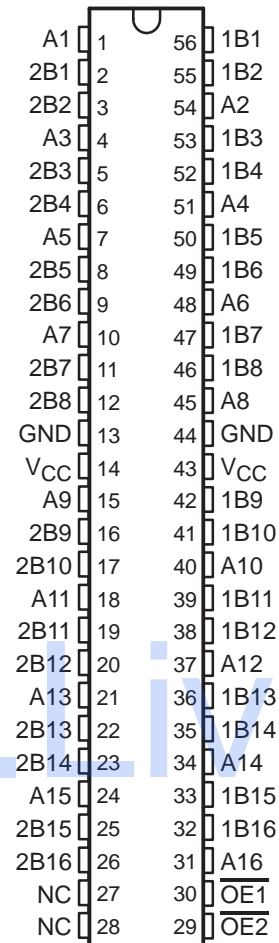 A1 1 56 1B1
2B1 2 55 1B2
2B2 3 54 A2
A3 4 53 1B3
2B3 5 52 1B4
2B4 6 51 A4
A5 7 50 1B5
2B5 8 49 1B6
2B6 9 48 A6
A7 10 47 1B7
2B7 11 46 1B8
2B8 12 45 A8
GND 13 44 GND
VCC 14 43 VCC
A9 15 42 1B9
2B9 16 41 1B10
2B10 17 40 A10
A11 18 39 1B11
2B11 19 38 1B12
2B12 20 37 A12
A13 21 36 1B13
2B13 22 35 1B14
2B14 23 34 A14
A15 24 33 1B15
2B15 25 32 1B16
2B16 26 31 A16
NC 27 30 OE1
NC 28 29 OE2
.Liv